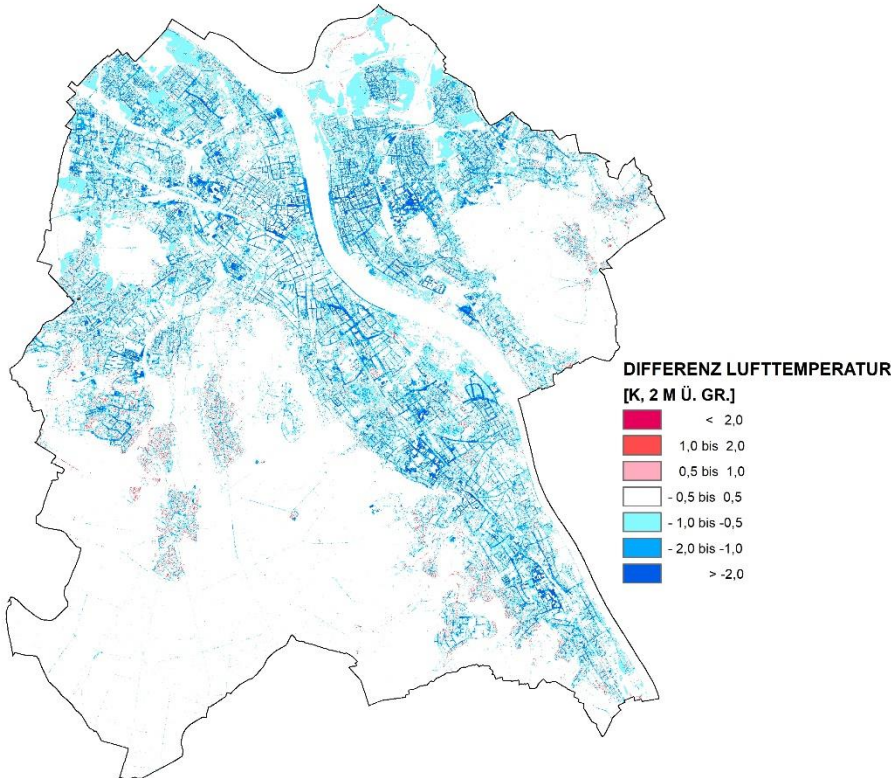 DIFFERENZ LUFTTEMPERATUR
[K, 2 M Ü. GR.]
< 2,0
1,0 bis 2,0
0,5 bis 1,0
- 0,5 bis 0,5
- 1,0 bis -0,5
- 2,0 bis -1,0
> -2,0